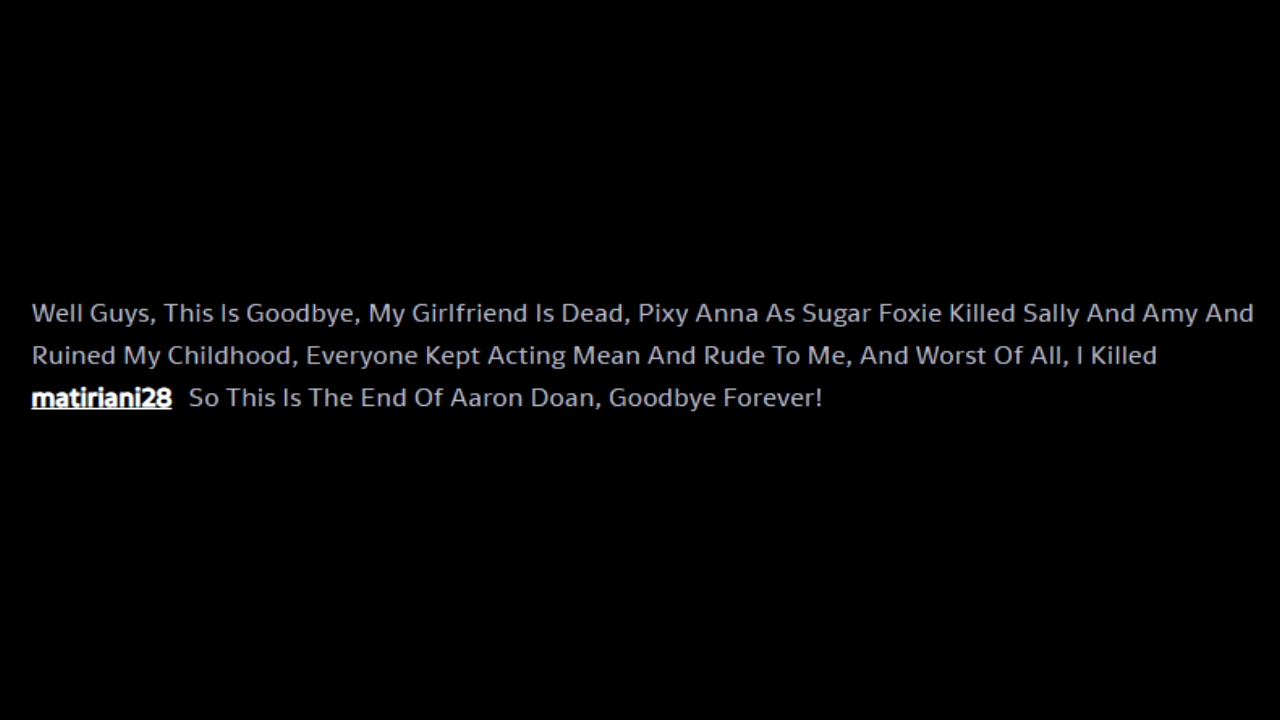 Well Guys, This Is Goodbye, My Girlfriend Is Dead, Pixy Anna As Sugar Foxie Killed Sally And Amy And
Ruined My Childhood, Everyone Kept Acting Mean And Rude To Me, And Worst Of All, I Killed
matiriani28 So This Is The End Of Aaron Doan, Goodbye Forever!